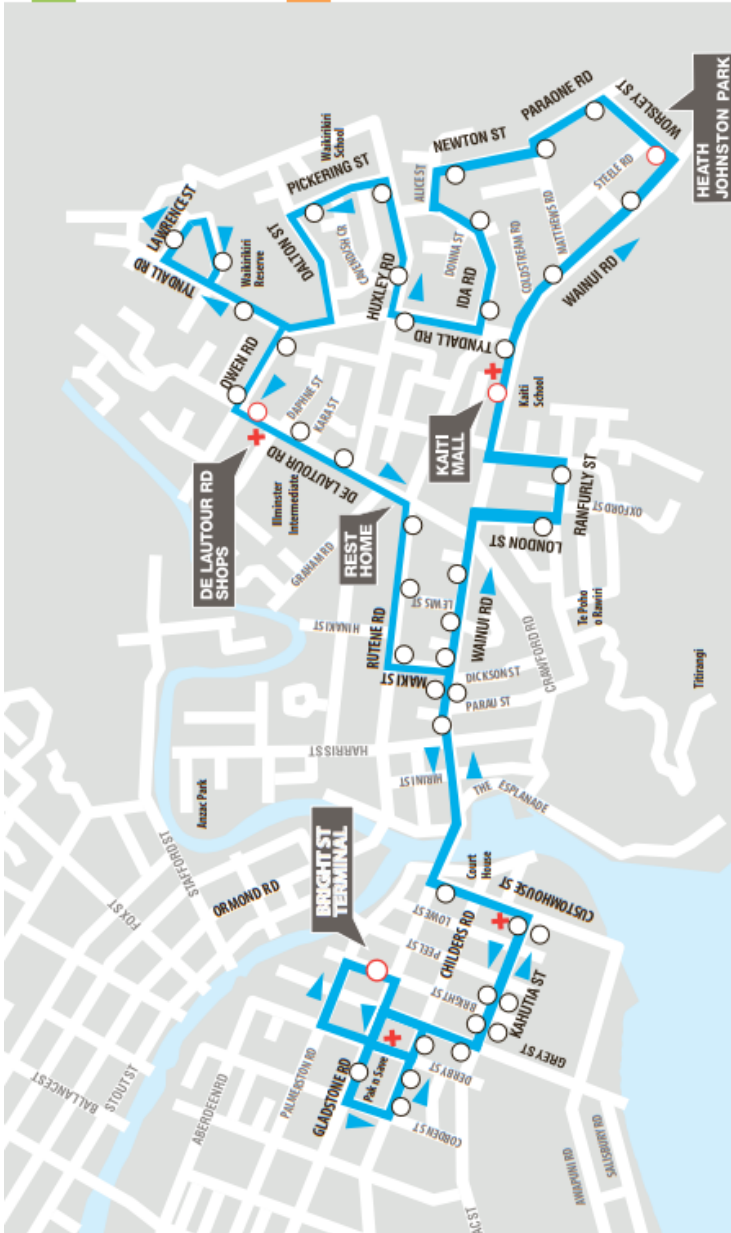 WORSLEY ST
PARAONE RD
HEATH
JOHNSTON PARK
NEWTON ST
STEELE RD
ALICE ST
MATTHEWS RD
COLDSTREAM RD
WAINUI RD
DONNA ST
IDA RD
Waikirikiri
School
PICKERING ST
LAWRENCE ST
TYNDALL RD
Waikirikiri
Reserve
DALTON ST
CAVENDISH CR
HUXLEY RD
TYNDALL RD
OWEN RD
DAPHNE ST
KARA ST
DE LAUTOUR RD
DE LAUTOUR RD
SHOPS
Elminster
Intermediate
KAITI
MALL
Kaiti
School
RANFURLY ST
OXFORD ST
LONDON ST
REST
HOME
GRAHAM RD
HINAKI ST
RUTENE RD
LEWIS ST
WAINUI RD
MAKI ST
DICKSON ST
PARAU ST
CRAWFORD RD
Te Poho
o Rawiri
Titirangi
HARRIS ST
HIRINI ST
THE ESPLANADE
Anzac Park
STAFFORD ST
FOX ST
ORMOND RD
BRIGHT ST
TERMINAL
Court
House
CUSTOMHOUSE ST
LOWE ST
CHILDERS RD
PEEL ST
BRIGHT ST
KAHUTIA ST
GREY ST
DERBY ST
Pak n Save
GLADSTONE RD
COBDEN ST
PALMERSTON RD
ABERDEEN RD
STOUT ST
BALLANCE ST
AWAPUNI RD
SALISBURY RD
AC ST